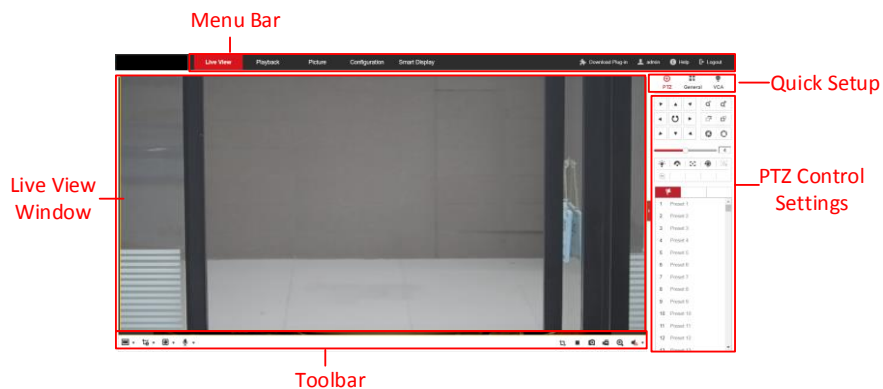 Menu Bar
Live View Playback Picture Configuration Smart Display Download Plug-in admin Help Logout
PTZ General VCA
Quick Setup
Live View
Window
PTZ Control
Settings
1 Preset 1
2 Preset 2
3 Preset 3
4 Preset 4
5 Preset 5
6 Preset 6
7 Preset 7
8 Preset 8
9 Preset 9
10 Preset 10
11 Preset 11
12 Preset 12
Toolbar